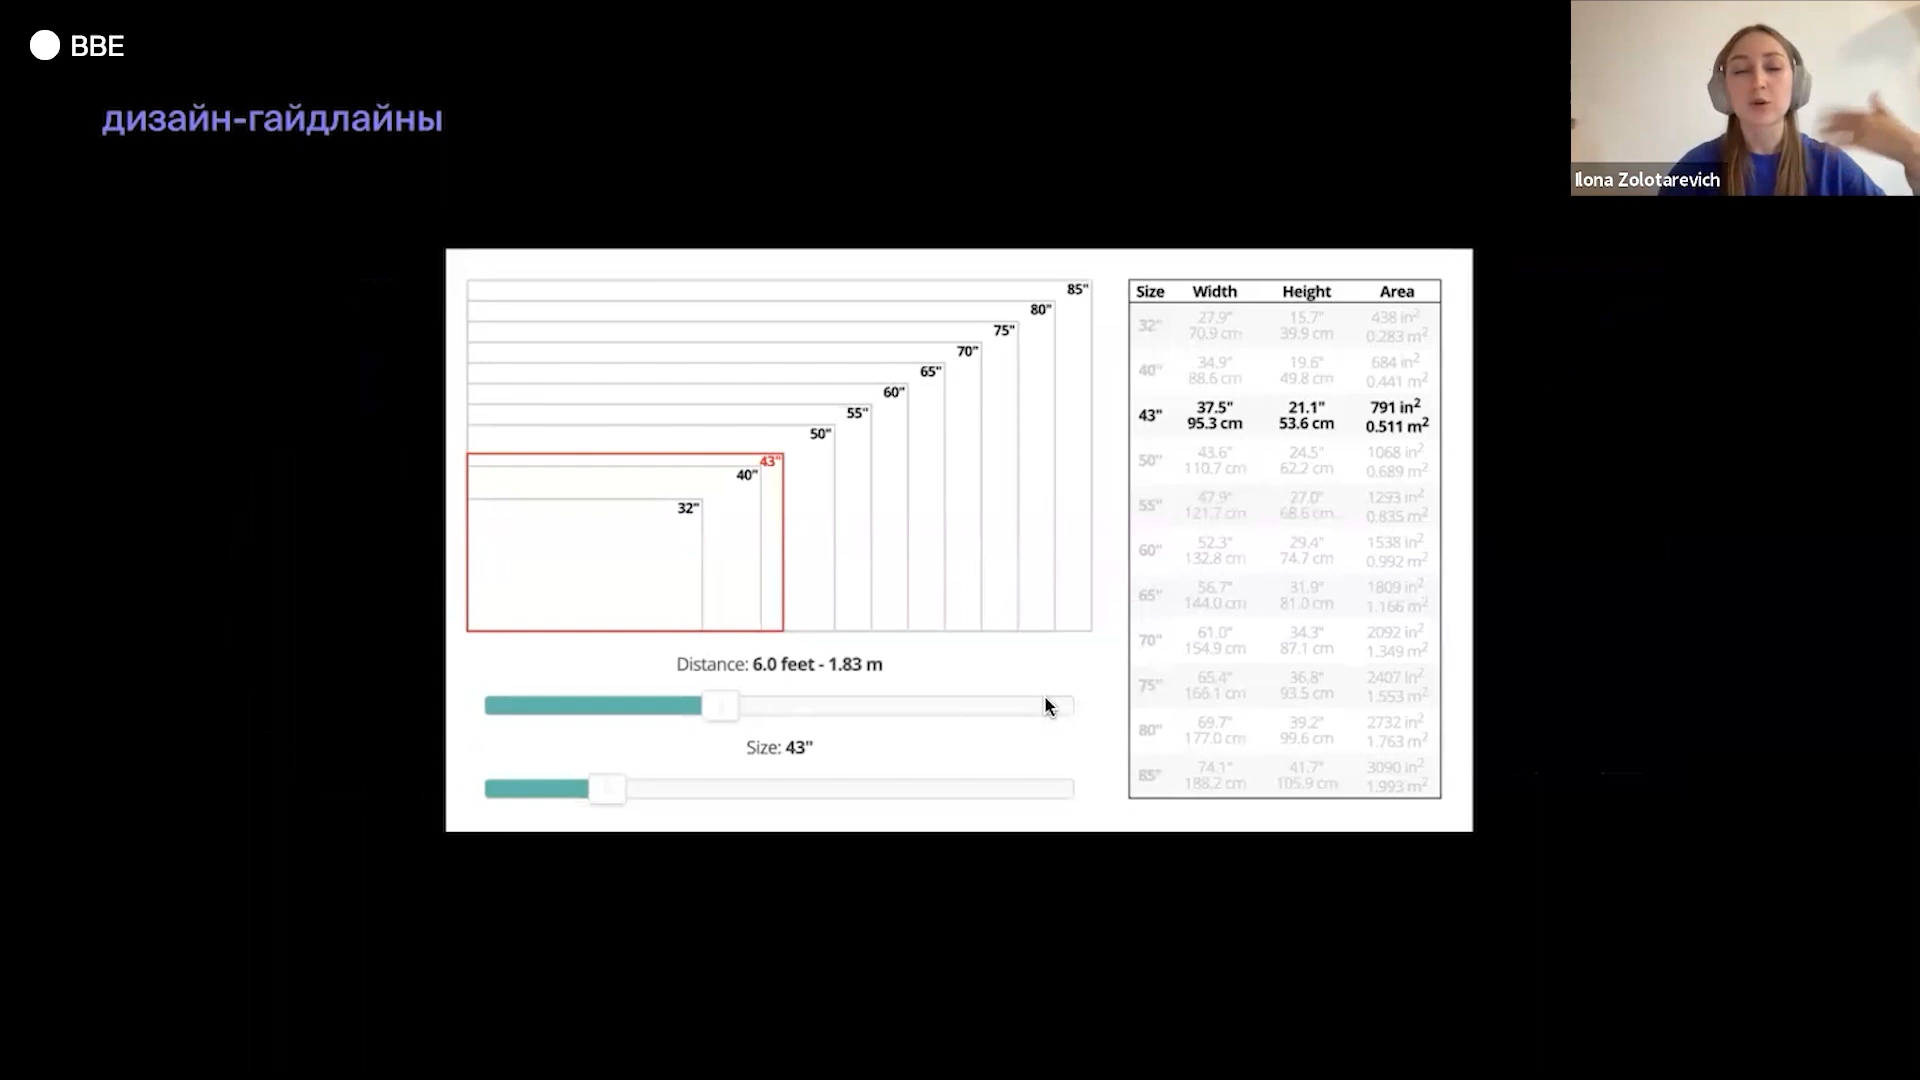 BBE
дизайн-гайдлайны
Ilona Zolotarevich
85"
80"
75"
70"
65"
60"
55"
50"
43"
40"
32"
Distance: 6.0 feet - 1.83 m
Size: 43"
Size Width Height Area
32" 27.9" 15.7" 438 in²
70.9 cm 39.9 cm 0.283 m²
40" 34.9" 19.6" 684 in²
88.6 cm 49.8 cm 0.441 m²
43" 37.5" 21.1" 791 in²
95.3 cm 53.6 cm 0.511 m²
50" 43.6" 24.5" 1068 in²
110.7 cm 62.2 cm 0.689 m²
55" 47.9" 27.0" 1293 in²
121.7 cm 68.6 cm 0.835 m²
60" 52.3" 29.4" 1538 in²
132.8 cm 74.7 cm 0.992 m²
65" 56.7" 31.9" 1809 in²
144.0 cm 81.0 cm 1.166 m²
70" 61.0" 34.3" 2092 in²
154.9 cm 87.1 cm 1.349 m²
75" 65.4" 36.8" 2407 in²
166.1 cm 93.5 cm 1.553 m²
80" 69.7" 39.2" 2732 in²
177.0 cm 99.6 cm 1.763 m²
85" 74.1" 41.7" 3090 in²
188.2 cm 105.9 cm 1.993 m²